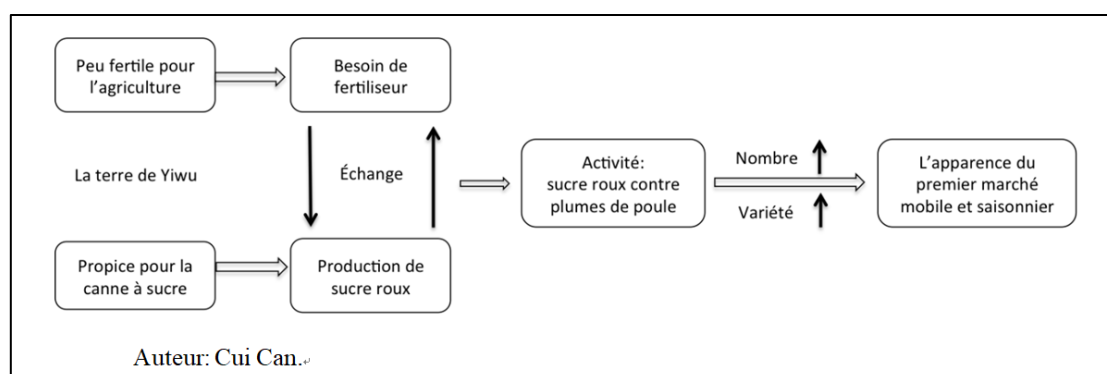 Peu fertile pour
l'agriculture
Besoin de
fertiliseur
La terre de Yiwu
Échange
Propice pour la
canne à sucre
Production de
sucre roux
Activité:
sucre roux contre
plumes de poule
Nombre
Variété
L'apparence du
premier marché
mobile et saisonnier
Auteur: Cui Can.